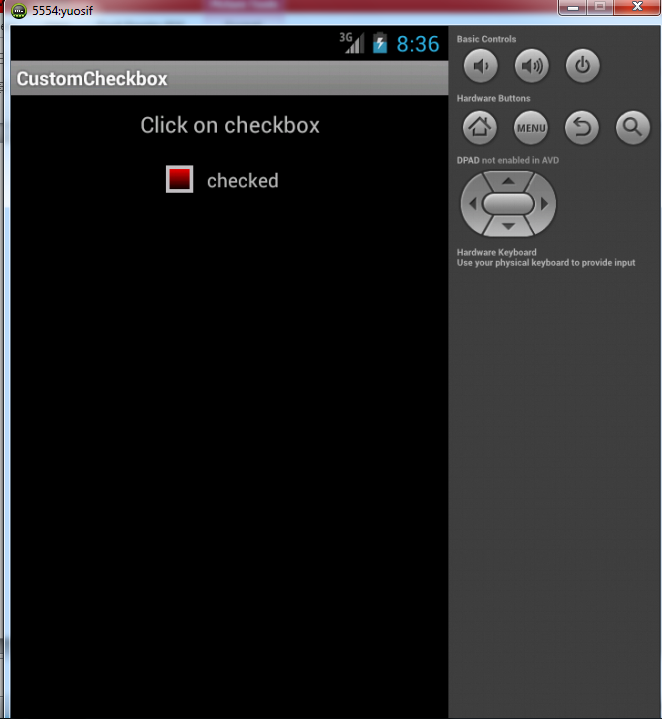 5554:yuosif
3G 8:36
CustomCheckbox
Click on checkbox
checked
Basic Controls
Hardware Buttons
MENU
DPAD not enabled in AVD
Hardware Keyboard
Use your physical keyboard to provide input